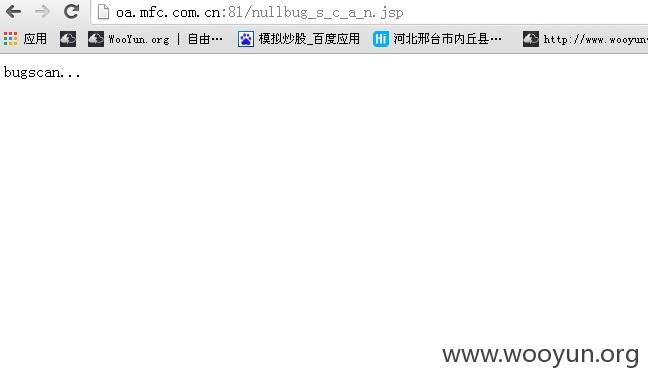 oa.mfc.com.cn:81/nullbug_s_c_a_n.jsp
应用 WooYun.org | 自由… 模拟炒股_百度应用 Hi 河北邢台市内丘县… http://www.wooyun
bugscan...
www.wooyun.org